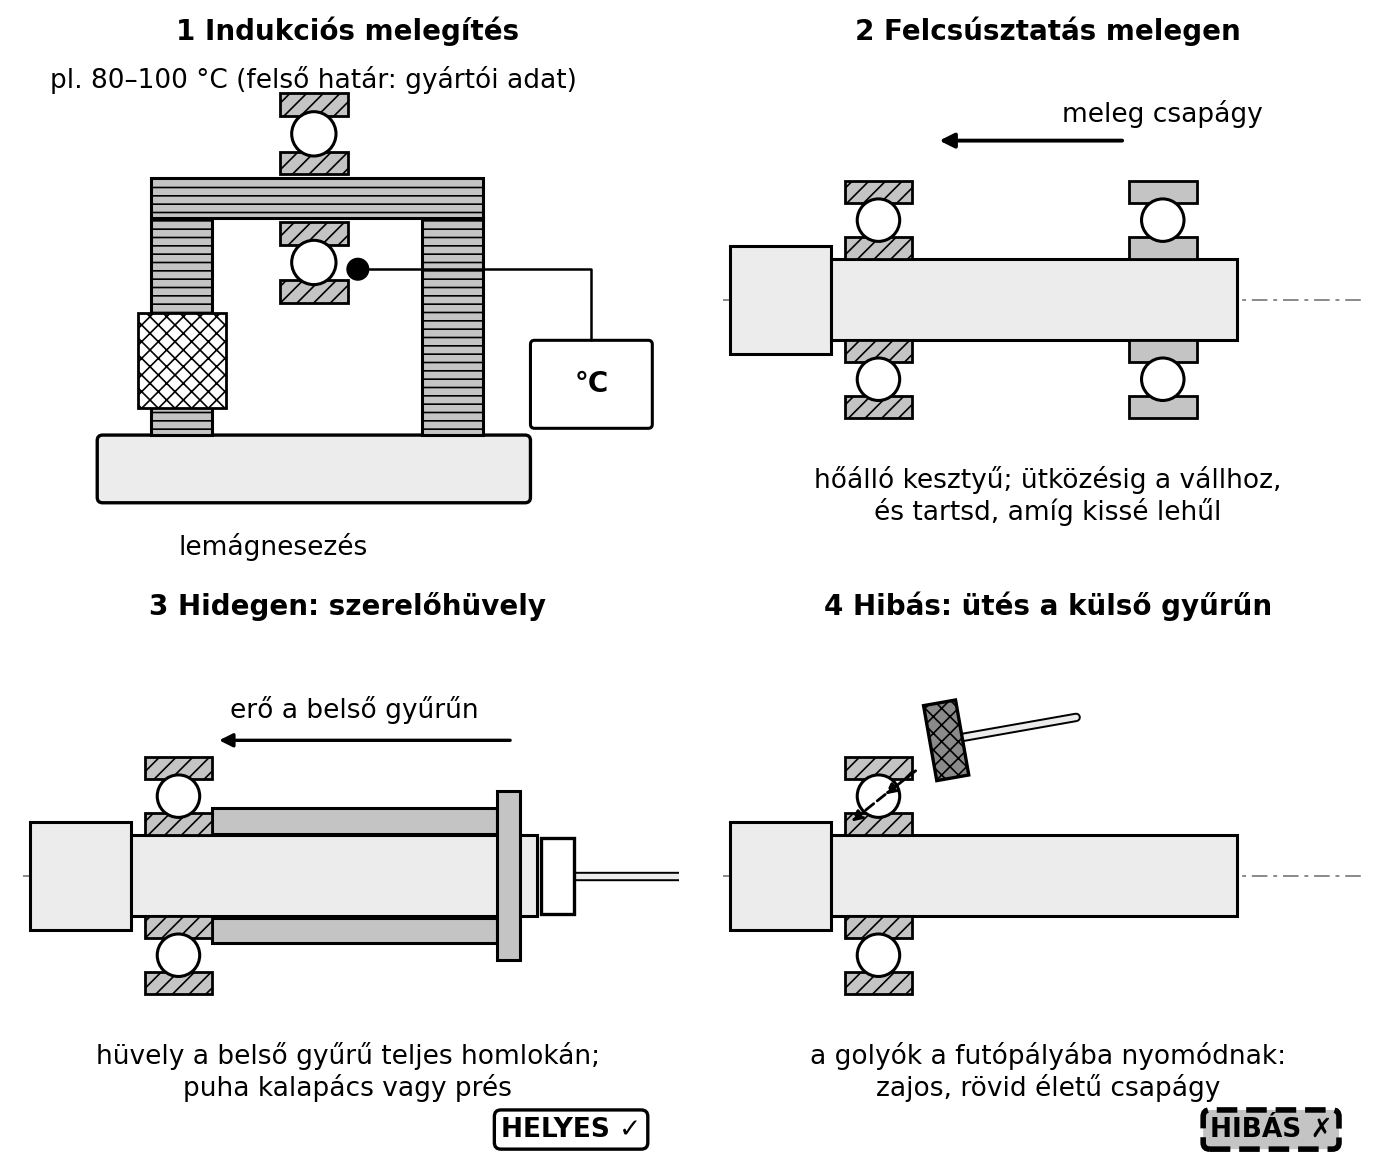 1 Indukciós melegítés
pl. 80–100 °C (felső határ: gyártói adat)
°C
lemágnesezés
2 Felcsúsztatás melegen
meleg csapágy
hőálló kesztyű; ütközésig a vállhoz,
és tartsd, amíg kissé lehűl
3 Hidegen: szerelőhüvely
erő a belső gyűrűn
hüvely a belső gyűrű teljes homlokán;
puha kalapács vagy prés
HELYES ✓
4 Hibás: ütés a külső gyűrűn
a golyók a futópályába nyomódnak:
zajos, rövid életű csapágy
HIBÁS ✗